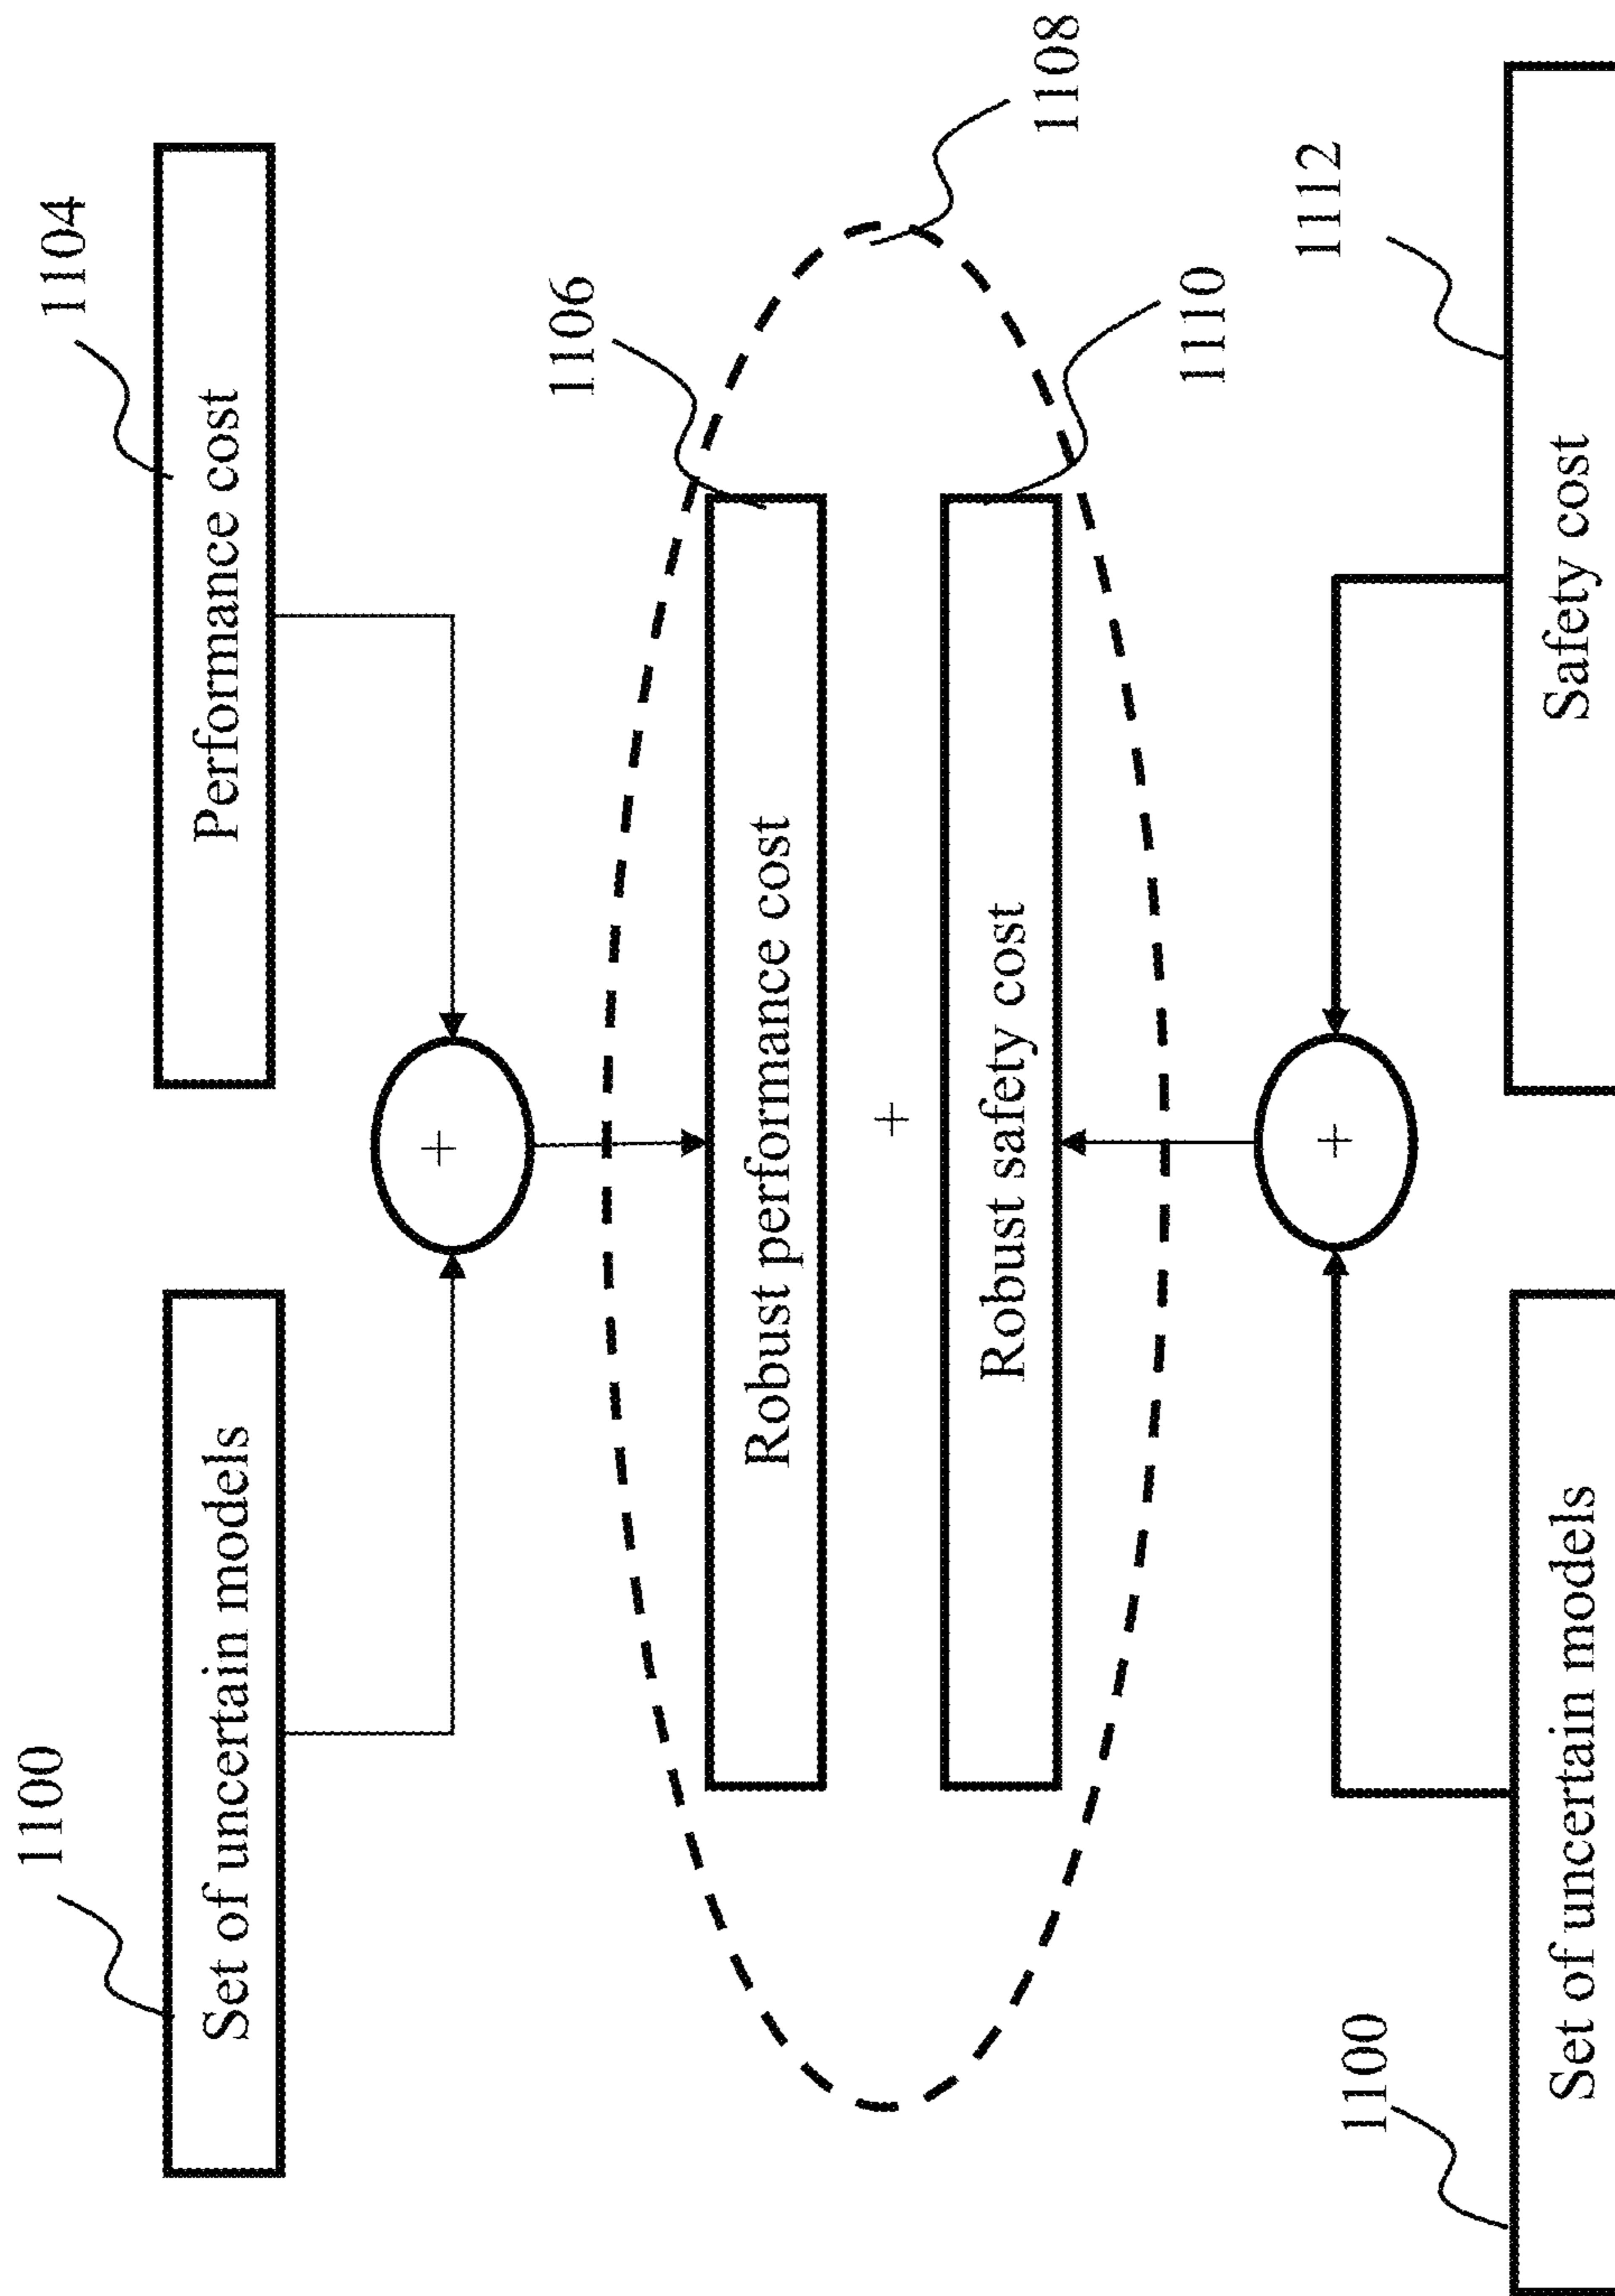 1100
1104
Set of uncertain models
Performance cost
+
1106
Robust performance cost
1108
+
Robust safety cost
1110
+
1100
1112
Set of uncertain models
Safety cost